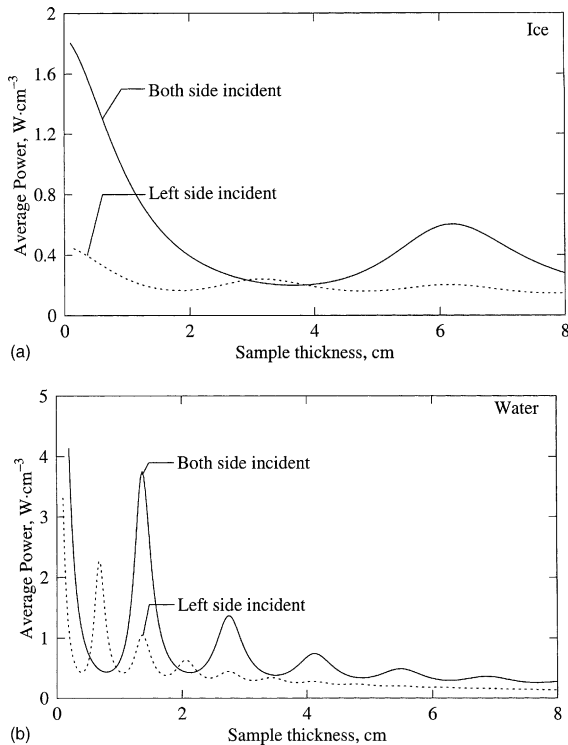 2
Ice
1.6
Both side incident
1.2
Average Power, W·cm⁻³
0.8
Left side incident
0.4
0
0 2 4 6 8
(a)
Sample thickness, cm
5
Water
4
Both side incident
3
Average Power, W·cm⁻³
2
Left side incident
1
0
0 2 4 6 8
(b)
Sample thickness, cm